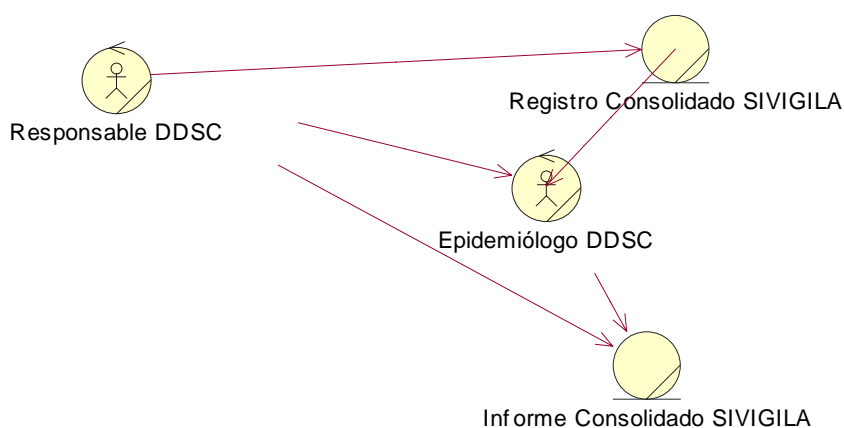 Registro Consolidado SIVIGILA
Responsable DDSC
Epidemiólogo DDSC
Informe Consolidado SIVIGILA